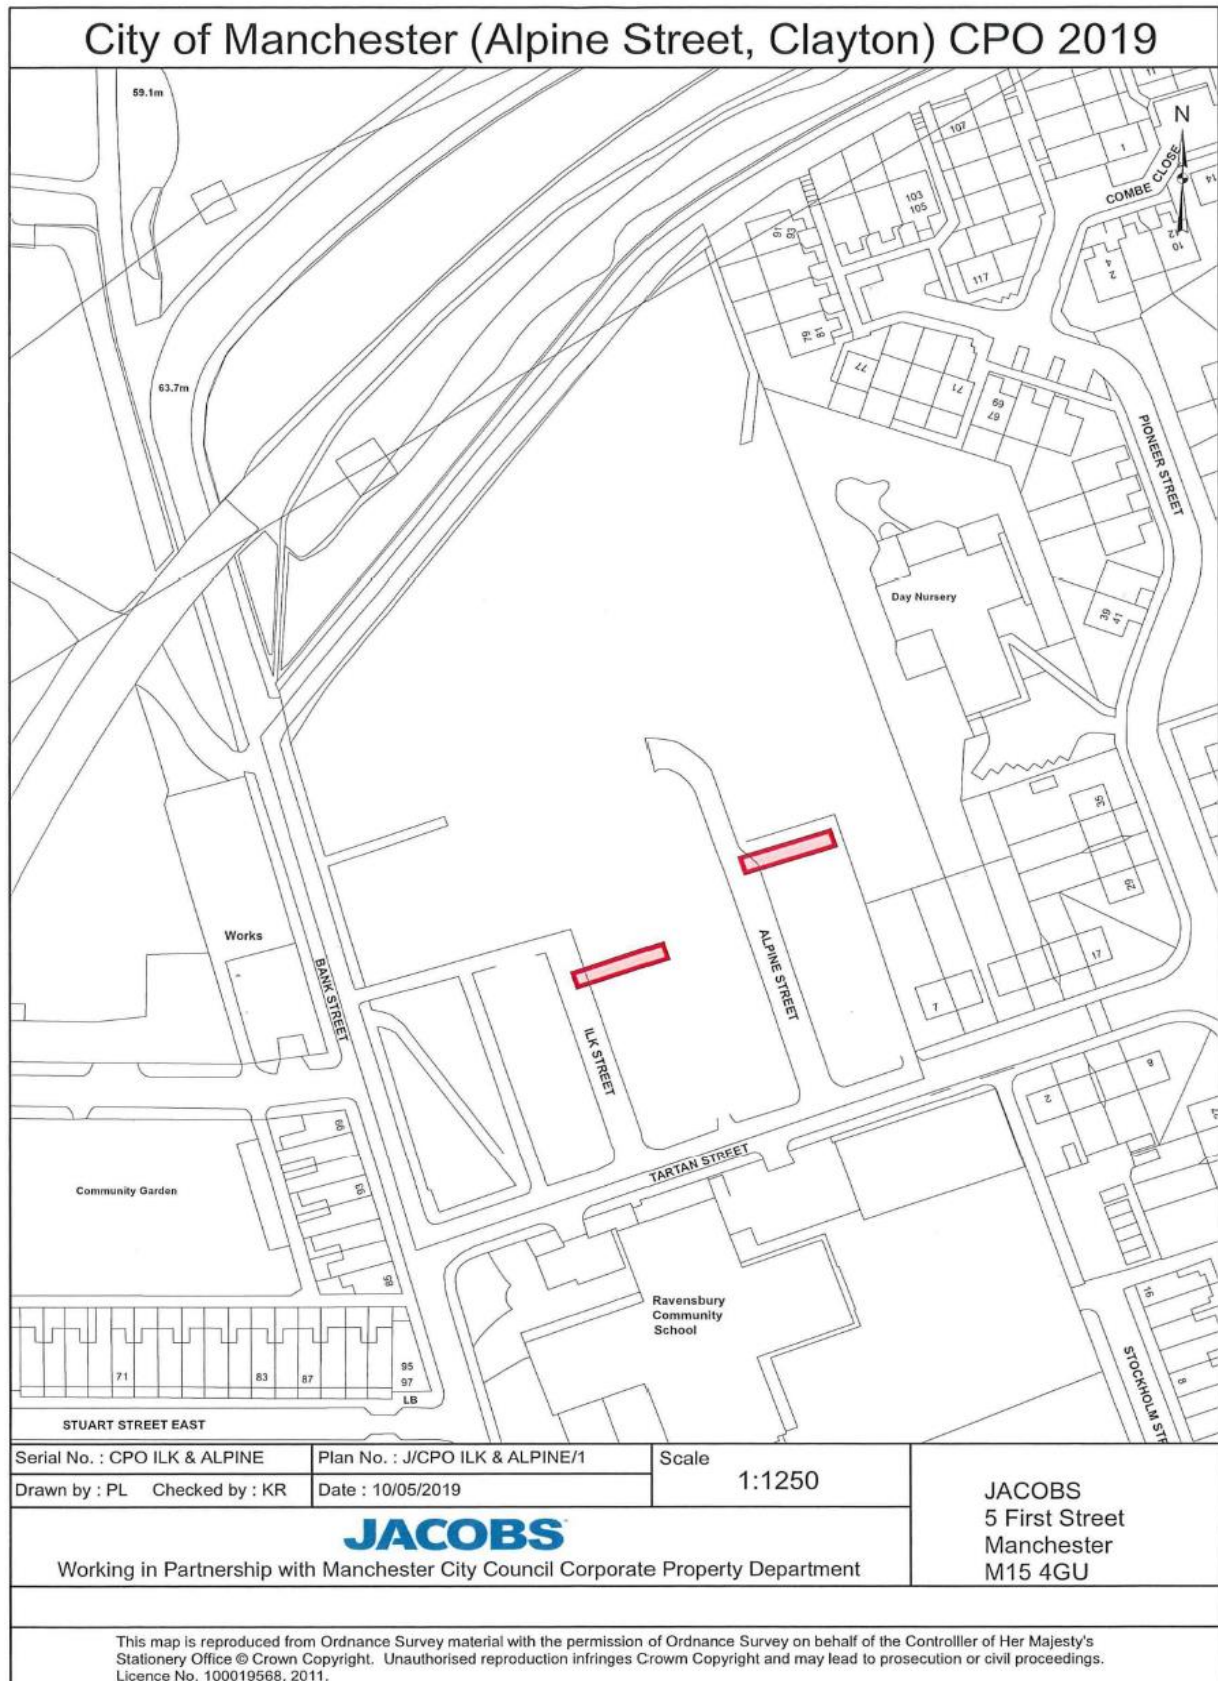 City of Manchester (Alpine Street, Clayton) CPO 2019
59.1m
11
107
N
1
COMBE CLOSE
14
103
105
91
93
12
10
4
2
117
81
79
63.7m
77
71
69
67
PIONEER STREET
Day Nursery
39
41
35
29
Works
BANK STREET
ALPINE STREET
17
7
ILK STREET
TARTAN STREET
2
99
93
85
Community Garden
Ravensbury
Community
School
16
8
STOCKHOLM STR
71
83
87
95
97
LB
STUART STREET EAST
Serial No. : CPO ILK & ALPINE
Plan No. : J/CPO ILK & ALPINE/1
Scale
1:1250
Drawn by : PL Checked by : KR
Date : 10/05/2019
JACOBS
Working in Partnership with Manchester City Council Corporate Property Department
JACOBS
5 First Street
Manchester
M15 4GU
This map is reproduced from Ordnance Survey material with the permission of Ordnance Survey on behalf of the Controlller of Her Majesty's
Stationery Office © Crown Copyright. Unauthorised reproduction infringes Crowm Copyright and may lead to prosecution or civil proceedings.
Licence No. 100019568. 2011.